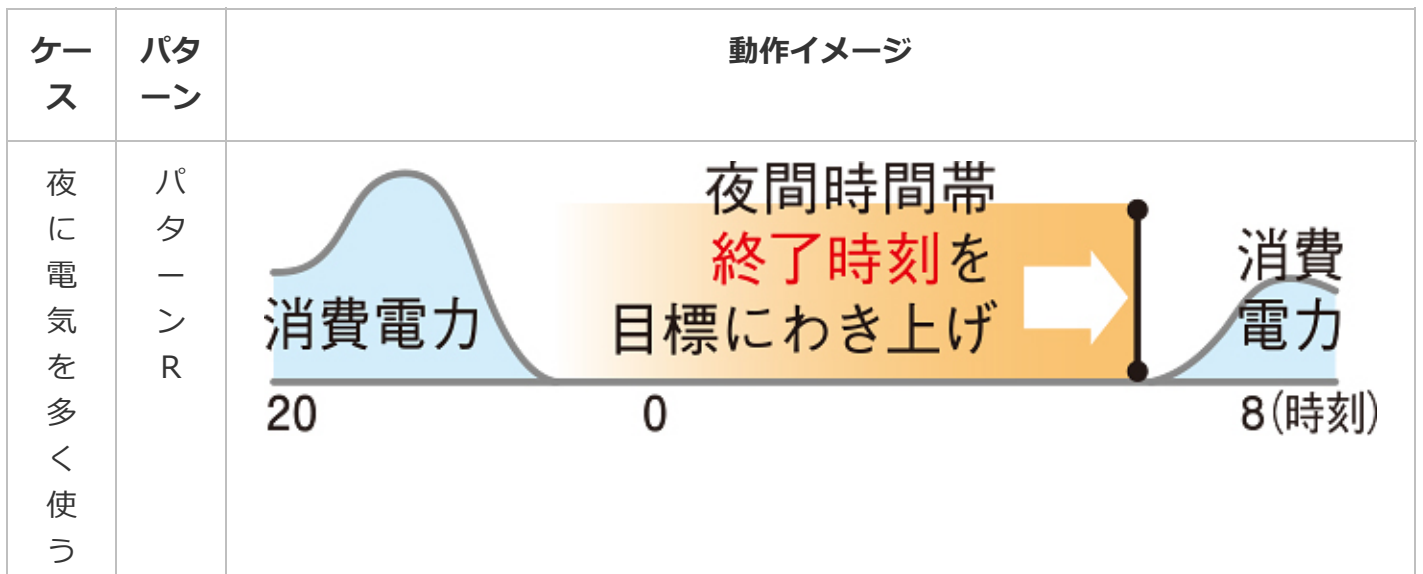 ケー
ス
パタ
ーン
動作イメージ
夜に電気を多く使う
パターンR
夜間時間帯
終了時刻を
目標にわき上げ
消費電力
消費
電力
20
0
8(時刻)